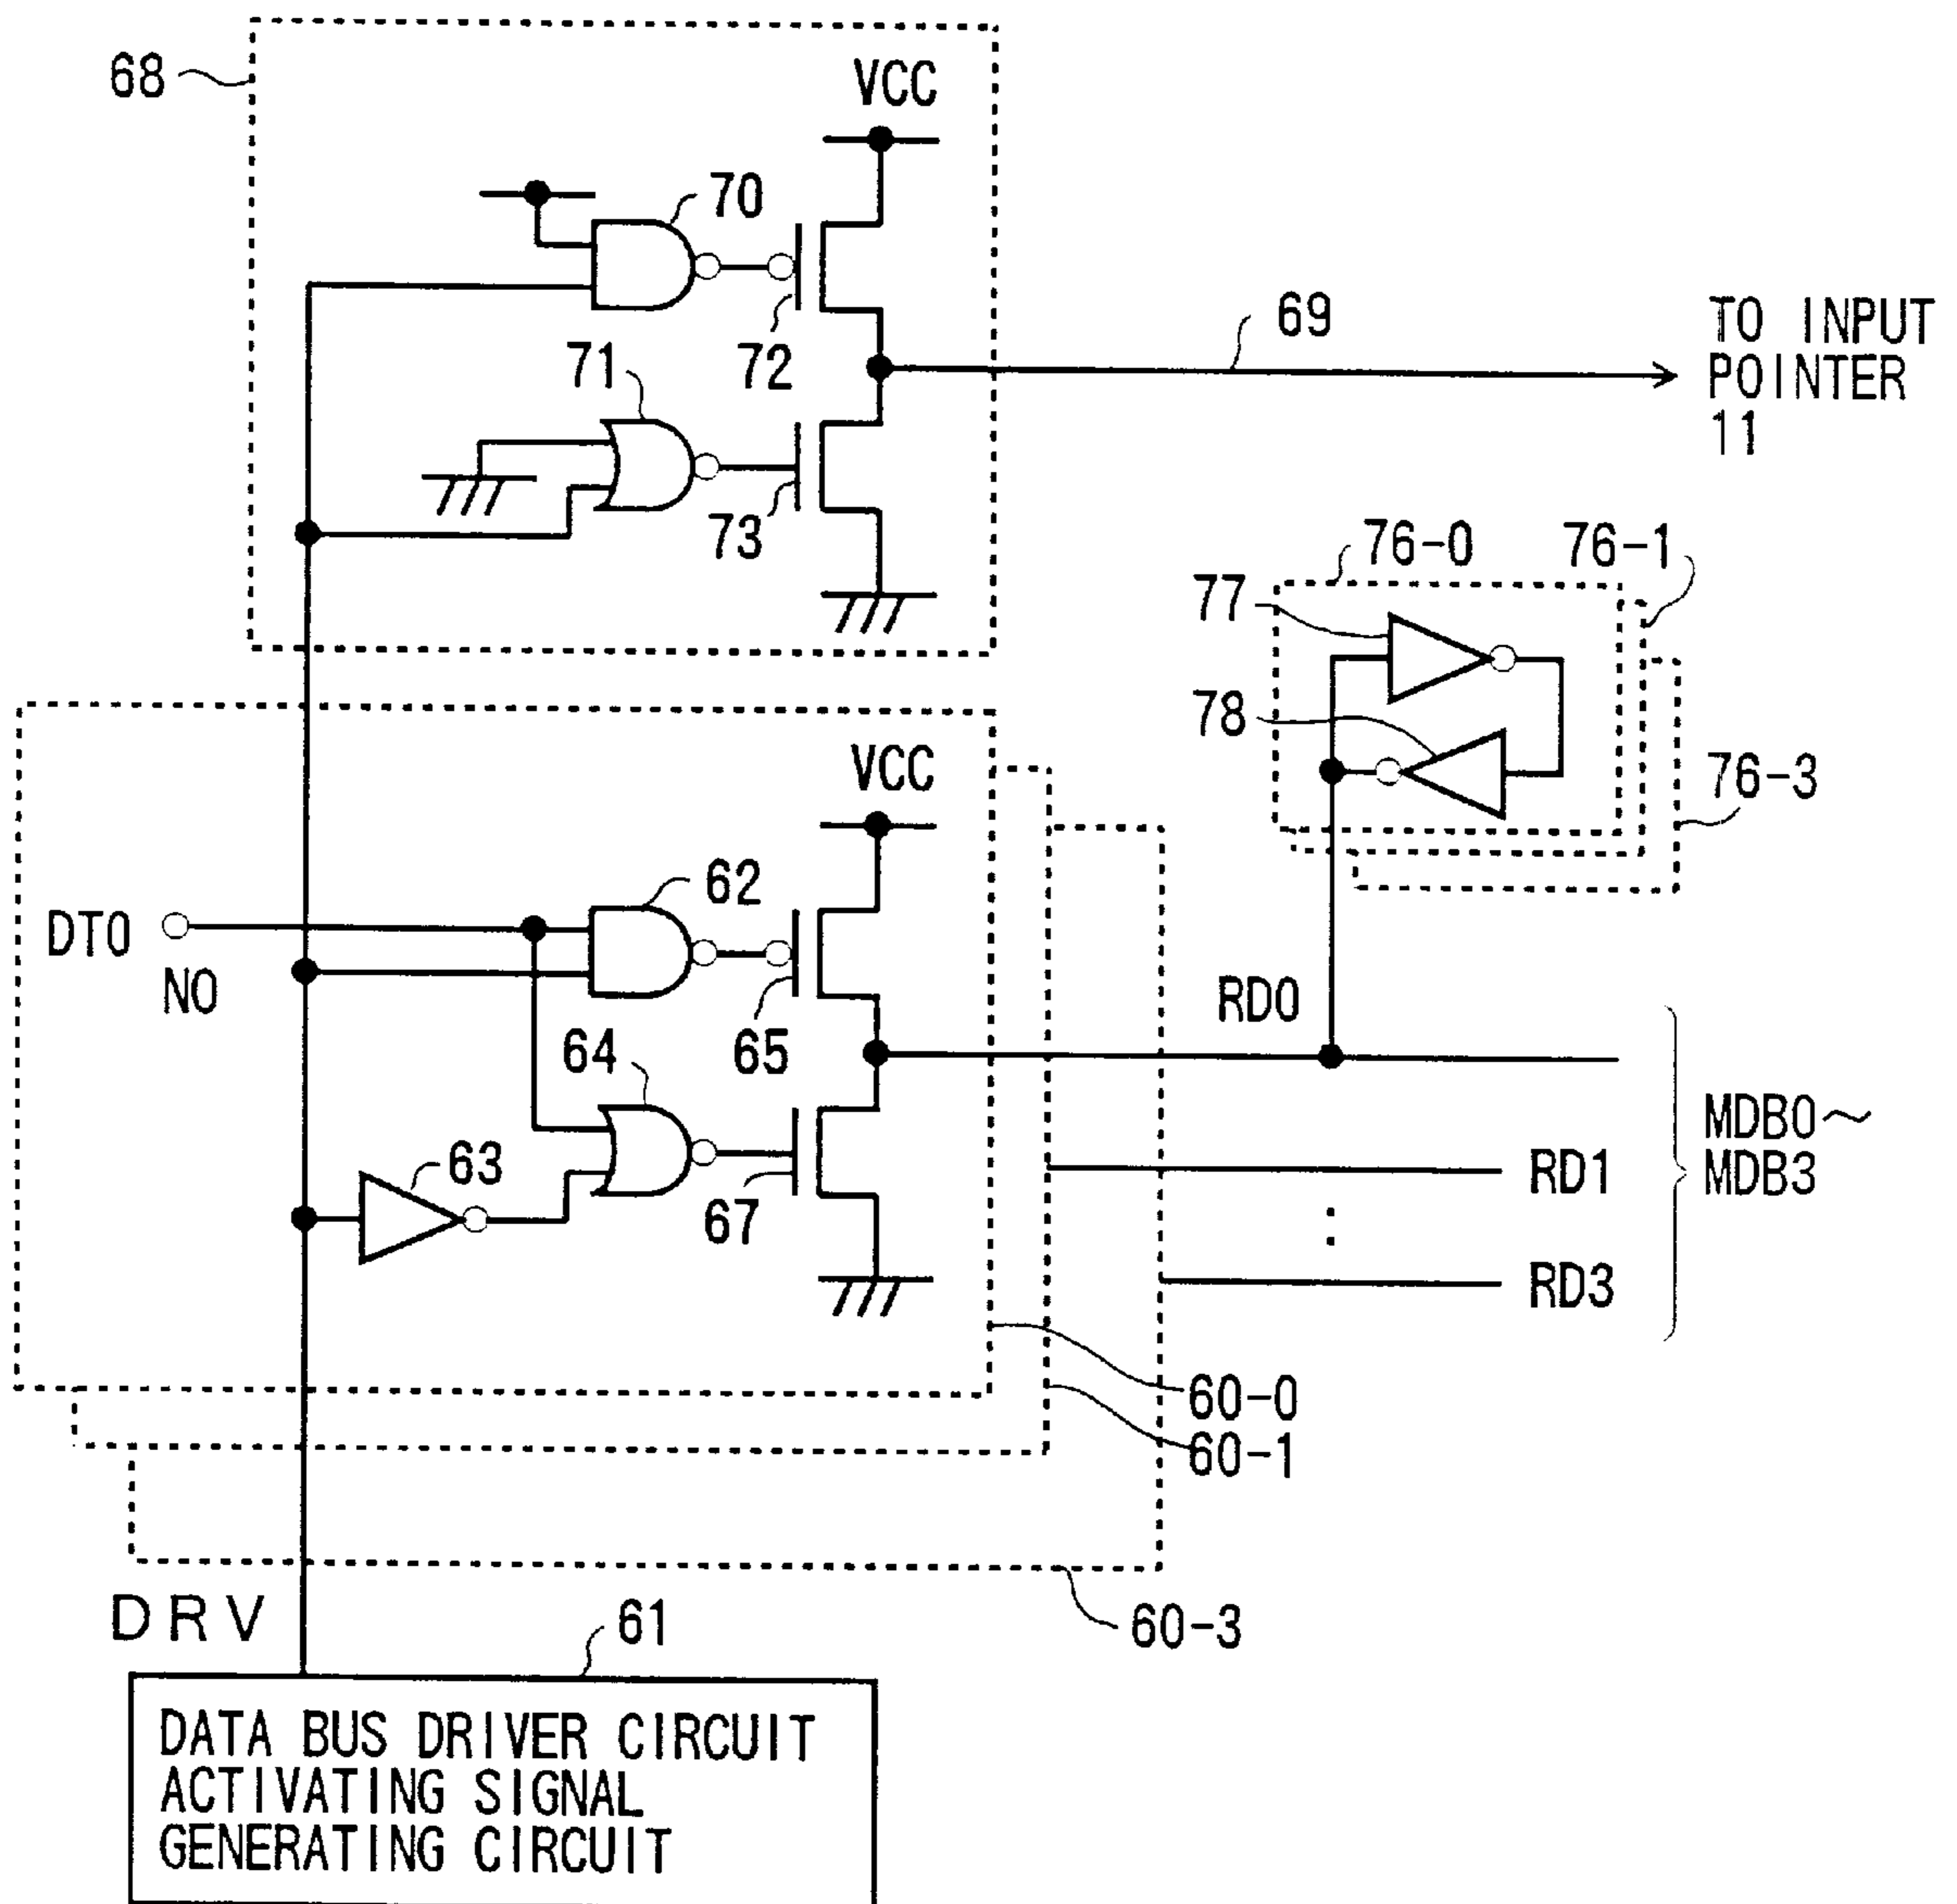 68
VCC
70
72
71
73
69
TO INPUT
POINTER
11
76-0
76-1
77
78
76-3
VCC
62
DT0
N0
65
64
63
67
RD0
MDB0~
MDB3
RD1
:
RD3
60-0
60-1
60-3
DRV
61
DATA BUS DRIVER CIRCUIT
ACTIVATING SIGNAL
GENERATING CIRCUIT